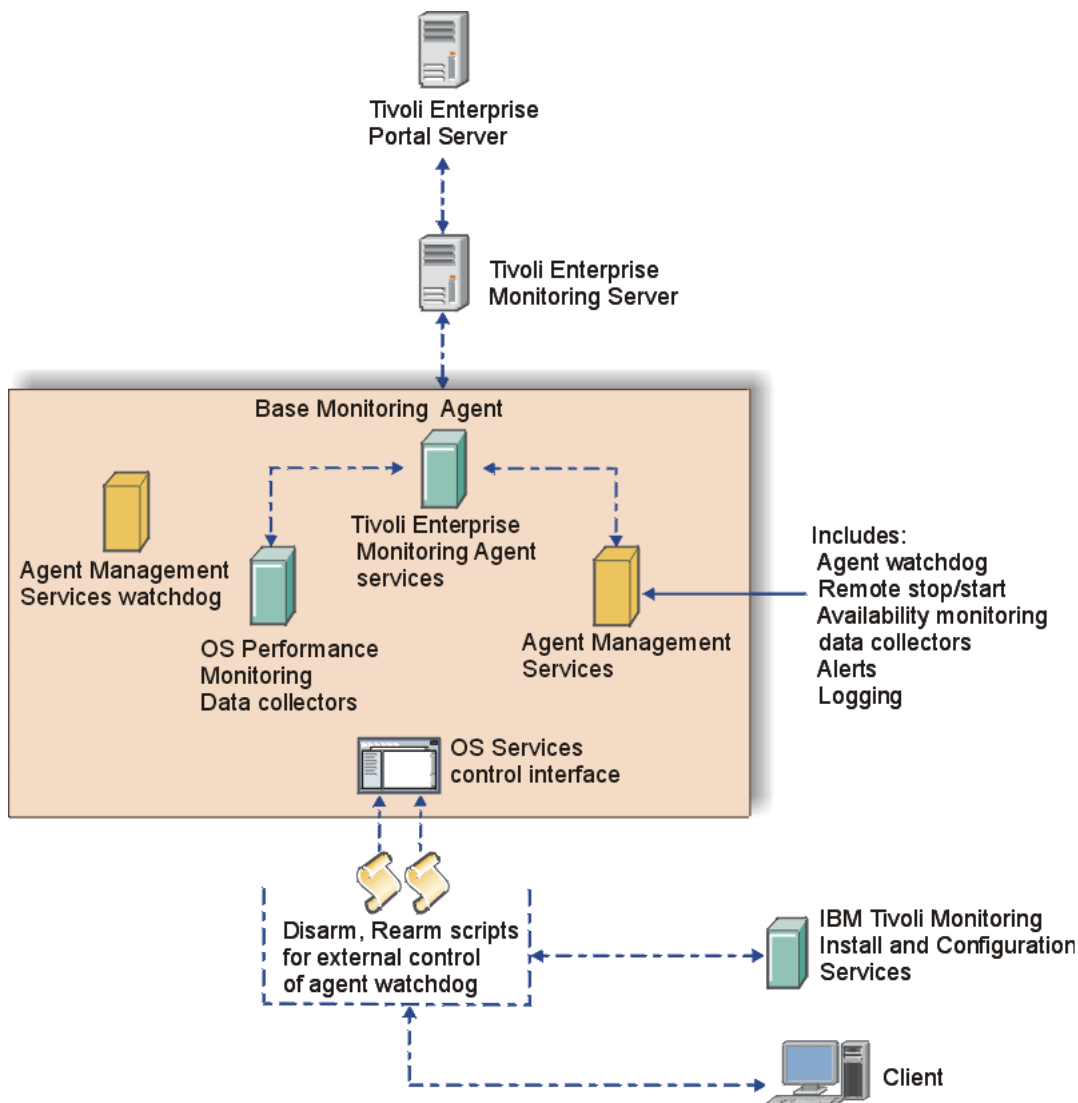 Tivoli Enterprise
Portal Server
Tivoli Enterprise
Monitoring Server
Base Monitoring Agent
Tivoli Enterprise
Monitoring Agent
services
Agent Management
Services watchdog
OS Performance
Monitoring
Data collectors
Agent Management
Services
Includes:
Agent watchdog
Remote stop/start
Availability monitoring
data collectors
Alerts
Logging
OS Services
control interface
Disarm, Rearm scripts
for external control
of agent watchdog
IBM Tivoli Monitoring
Install and Configuration
Services
Client